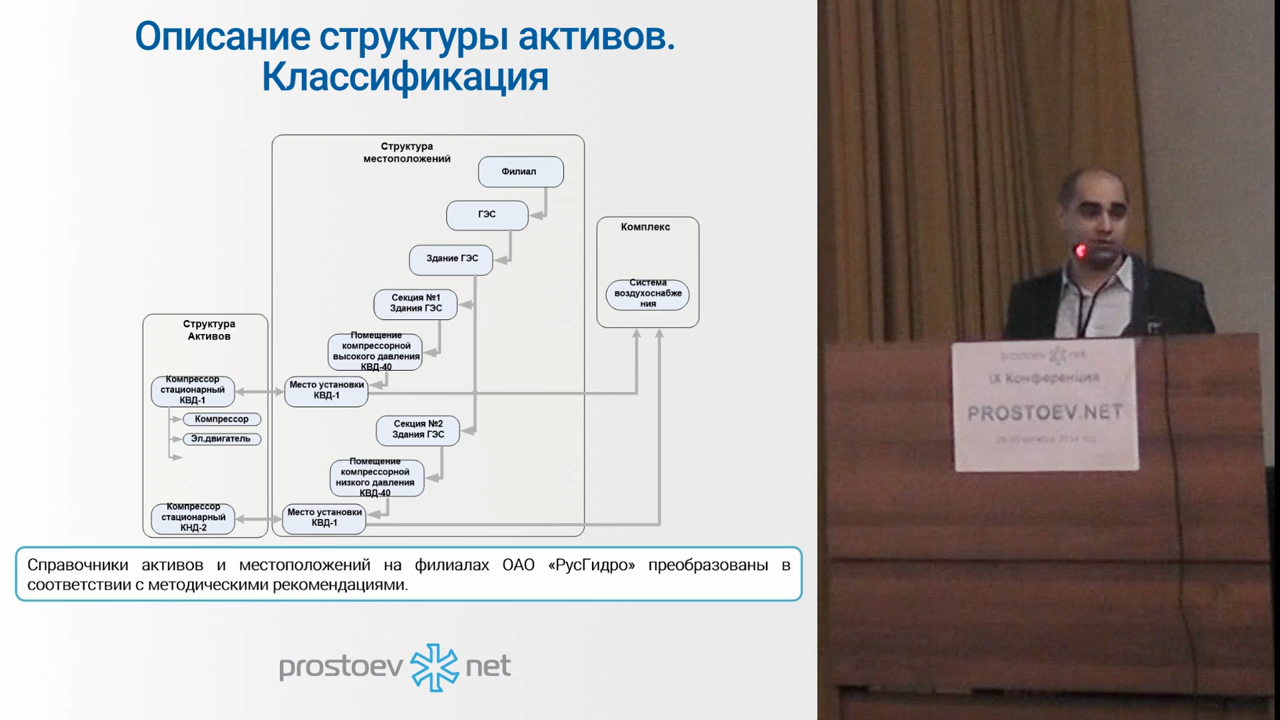 Описание структуры активов.
Классификация
Структура
местоположений
Филиал
ГЭС
Здание ГЭС
Секция №1
Здания ГЭС
Помещение
компрессорной
высокого давления
КВД-40
Место установки
КВД-1
Секция №2
Здания ГЭС
Помещение
компрессорной
низкого давления
КВД-40
Место установки
КВД-1
Комплекс
Система
воздухоснабже
ния
Структура
Активов
Компрессор
стационарный
КВД-1
Компрессор
Эл.двигатель
Компрессор
стационарный
КНД-2
Справочники активов и местоположений на филиалах ОАО «РусГидро» преобразованы в
соответствии с методическими рекомендациями.
prostoev net
prostoev net
IX Конференция
PROSTOEV.NET